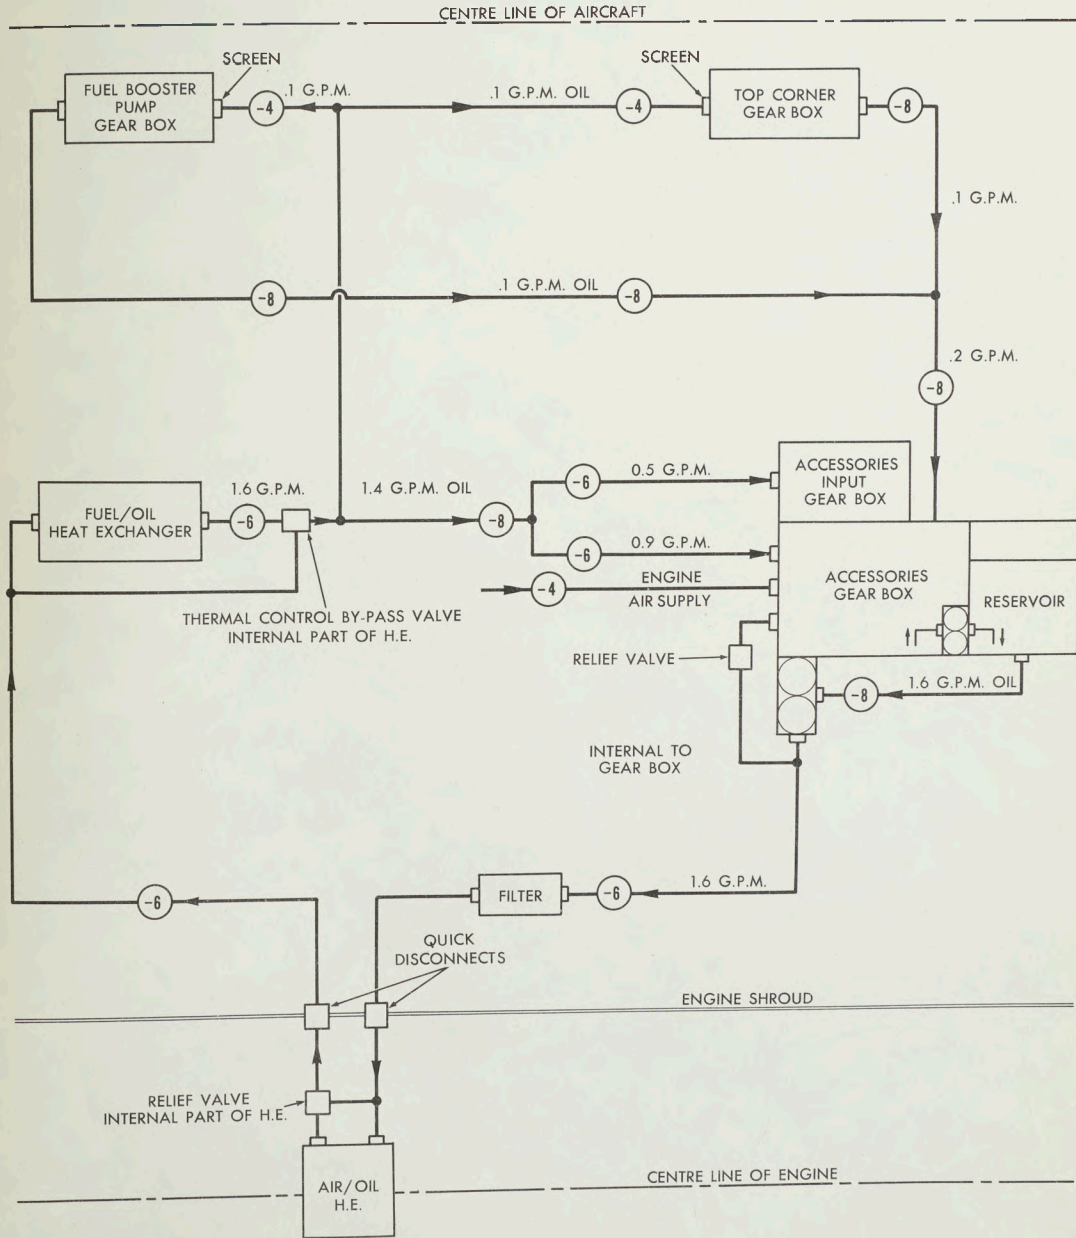 CENTRE LINE OF AIRCRAFT
SCREEN
SCREEN
FUEL BOOSTER
PUMP
GEAR BOX
-4
.1 G.P.M.
.1 G.P.M. OIL
-4
TOP CORNER
GEAR BOX
-8
.1 G.P.M.
-8
.1 G.P.M. OIL
-8
.2 G.P.M.
-8
FUEL/OIL
HEAT EXCHANGER
1.6 G.P.M.
-6
1.4 G.P.M. OIL
-8
-6
0.5 G.P.M.
-6
0.9 G.P.M.
ACCESSORIES
INPUT
GEAR BOX
-4
ENGINE
AIR SUPPLY
ACCESSORIES
GEAR BOX
RESERVOIR
THERMAL CONTROL BY-PASS VALVE
INTERNAL PART OF H.E.
RELIEF VALVE
-8
1.6 G.P.M. OIL
INTERNAL TO
GEAR BOX
-6
FILTER
-6
1.6 G.P.M.
QUICK
DISCONNECTS
ENGINE SHROUD
RELIEF VALVE
INTERNAL PART OF H.E.
AIR/OIL
H.E.
CENTRE LINE OF ENGINE